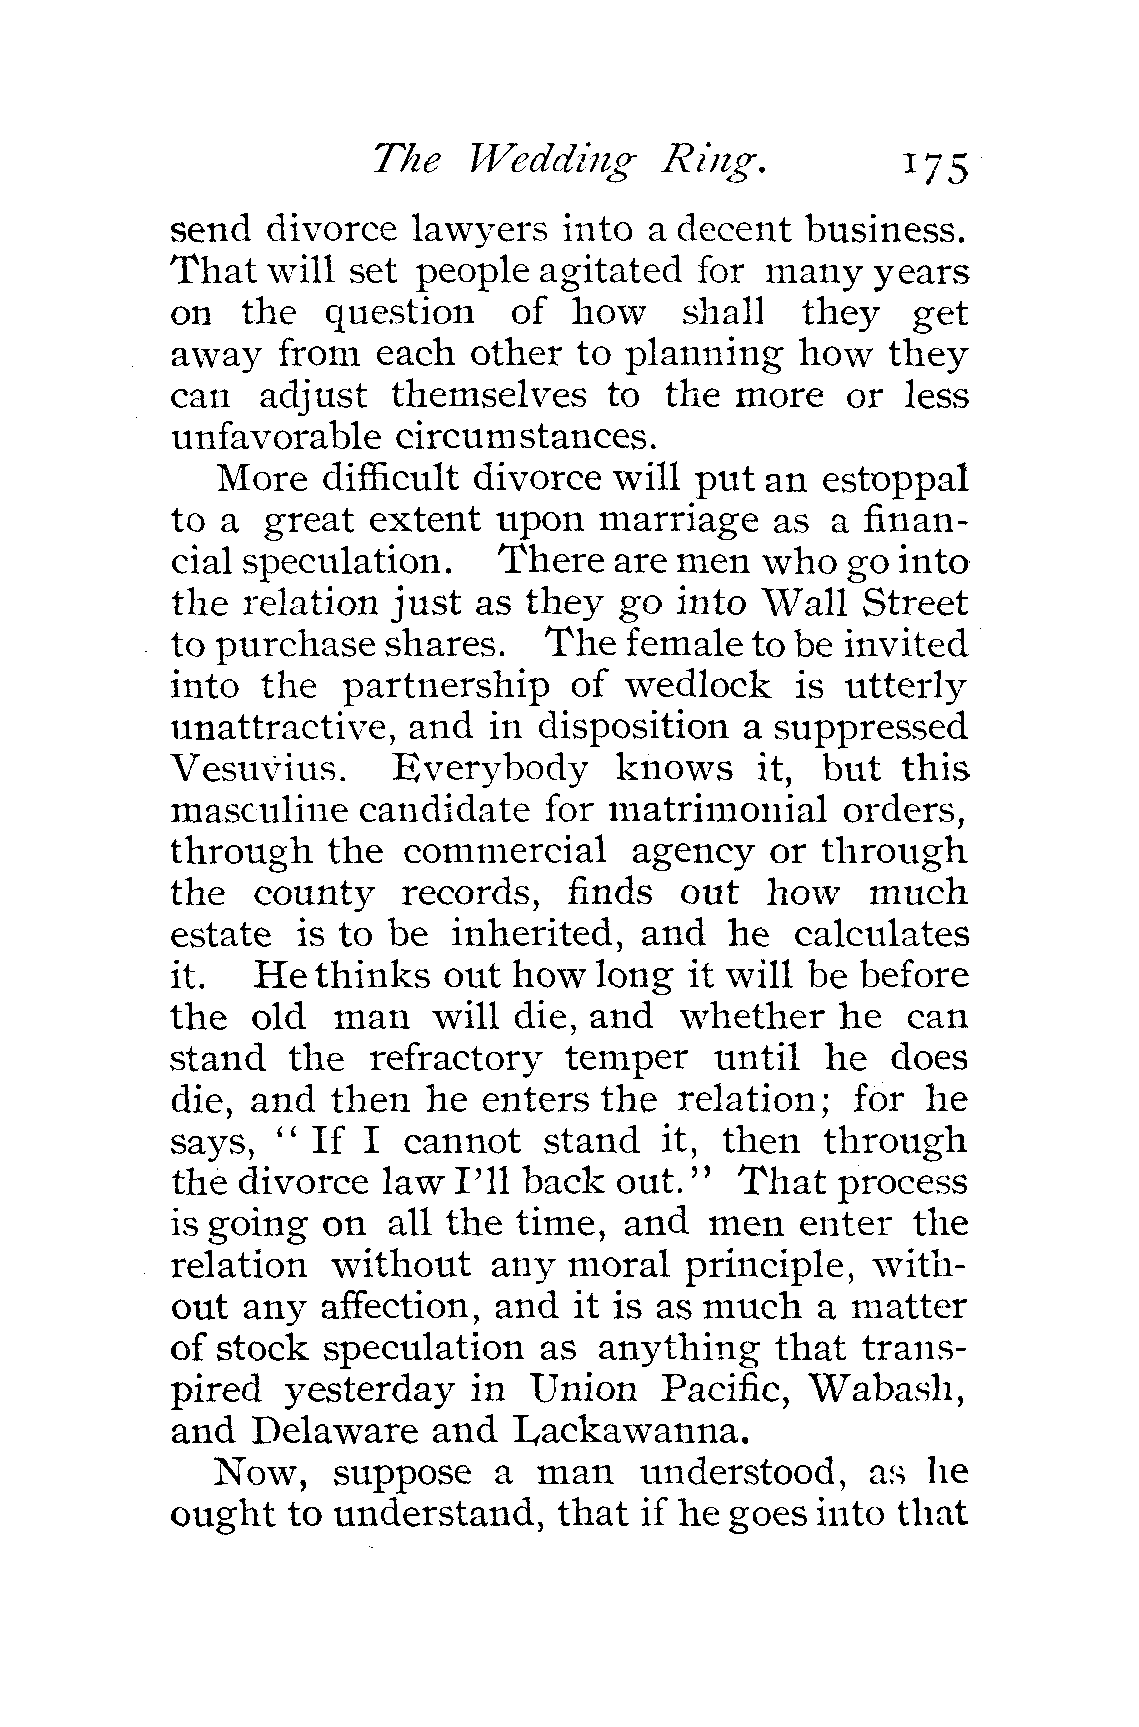 The Wedding Ring. 175
send divorce lawyers into a decent business.
That will set people agitated for many years
on the question of how shall they get
away from each other to planning how they
can adjust themselves to the more or less
unfavorable circumstances.
More difficult divorce will put an estoppal
to a great extent upon marriage as a finan-
cial speculation. There are men who go into
the relation just as they go into Wall Street
to purchase shares. The female to be invited
into the partnership of wedlock is utterly
unattractive, and in disposition a suppressed
Vesuvius. Everybody knows it, but this
masculine candidate for matrimonial orders,
through the commercial agency or through
the county records, finds out how much
estate is to be inherited, and he calculates
it. He thinks out how long it will be before
the old man will die, and whether he can
stand the refractory temper until he does
die, and then he enters the relation; for he
says, “ If I cannot stand it, then through
the divorce law I’ll back out.” That process
is going on all the time, and men enter the
relation without any moral principle, with-
out any affection, and it is as much a matter
of stock speculation as anything that trans-
pired yesterday in Union Pacific, Wabash,
and Delaware and Lackawanna.
Now, suppose a man understood, as he
ought to understand, that if he goes into that